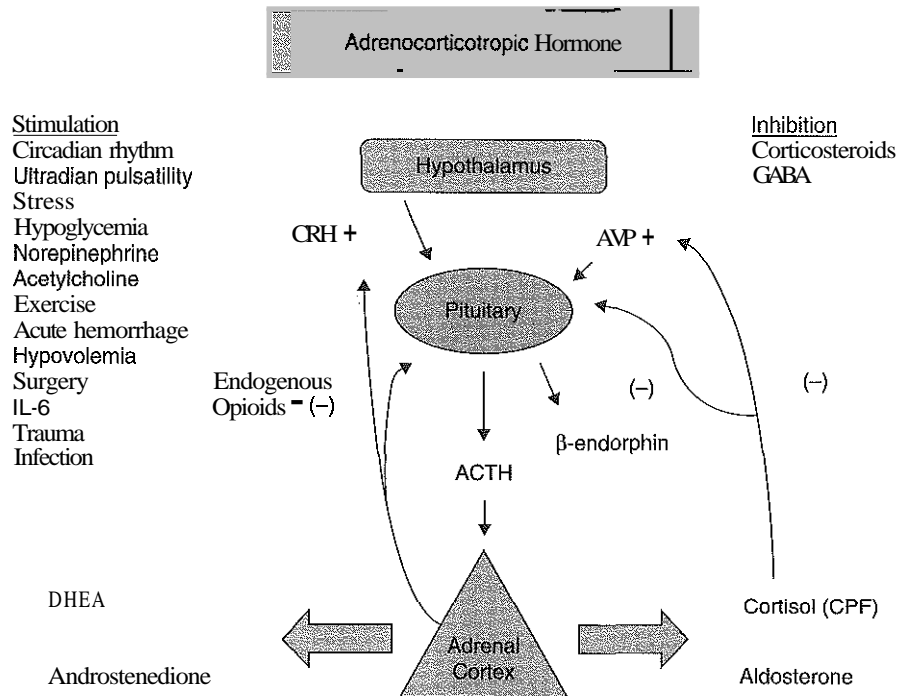 Adrenocorticotropic Hormone
Stimulation
Circadian rhythm
Ultradian pulsatility
Stress
Hypoglycemia
Norepinephrine
Acetylcholine
Exercise
Acute hemorrhage
Hypovolemia
Surgery
IL-6
Trauma
Infection
Inhibition
Corticosteroids
GABA
Hypothalamus
CRH +
AVP +
Pituitary
Endogenous
Opioids - (-)
(-)
(-)
β-endorphin
ACTH
DHEA
Androstenedione
Adrenal
Cortex
Cortisol (CPF)
Aldosterone